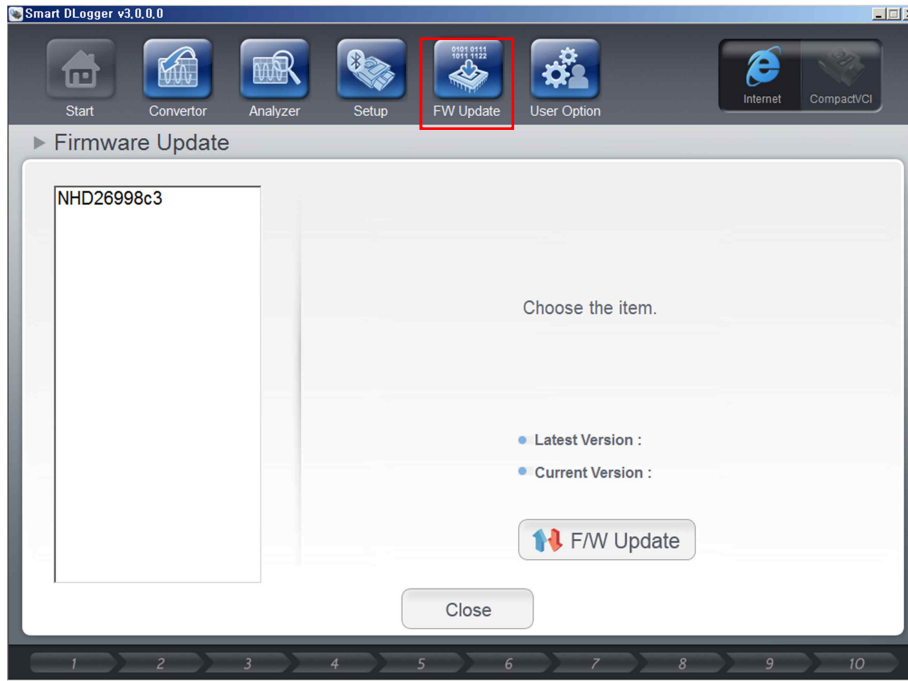 Smart DLogger v3,0,0,0
0101 0111
1011 1122
Start
Convertor
Analyzer
Setup
FW Update
User Option
Internet
CompactVCI
Firmware Update
NHD26998c3
Choose the item.
Latest Version :
Current Version :
F/W Update
Close
1 2 3 4 5 6 7 8 9 10